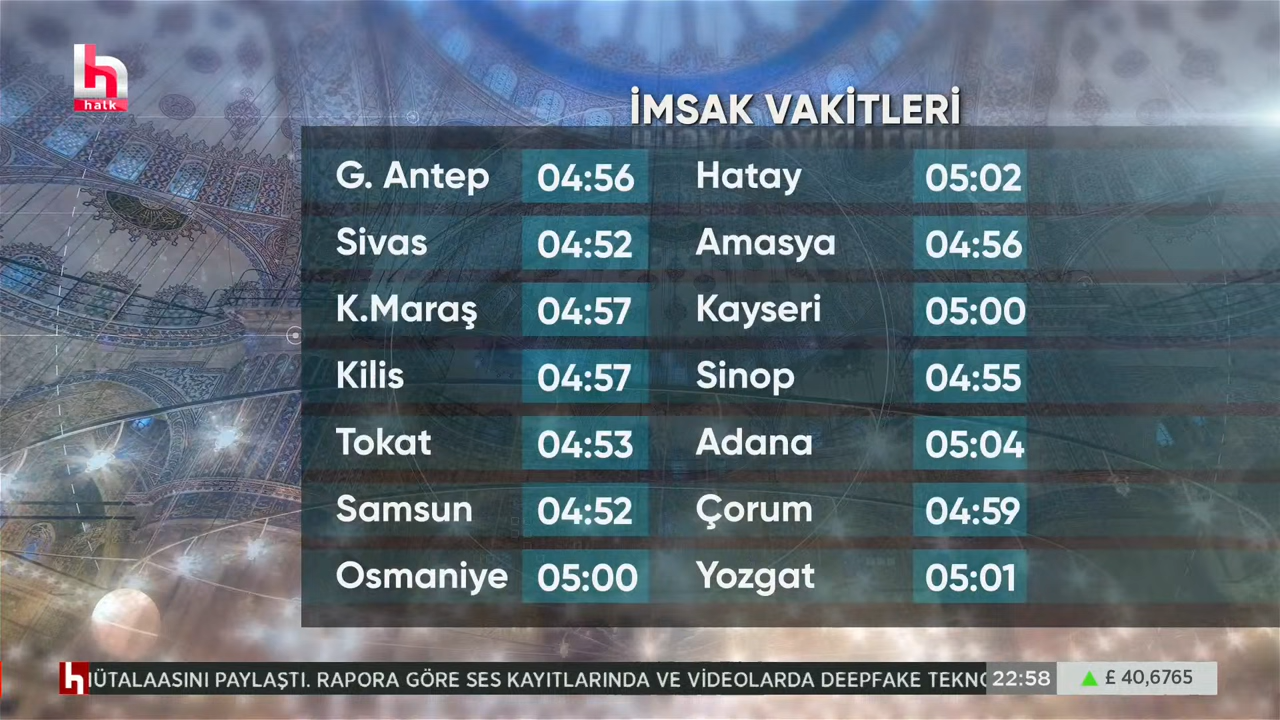 h
halk
İMSAK VAKİTLERİ
G. Antep 04:56 Hatay 05:02
Sivas 04:52 Amasya 04:56
K.Maraş 04:57 Kayseri 05:00
Kilis 04:57 Sinop 04:55
Tokat 04:53 Adana 05:04
Samsun 04:52 Çorum 04:59
Osmaniye 05:00 Yozgat 05:01
h PAYLAŞTI. RAPORA GÖRE SES KAYITLARINDA VE VİDEOLARDA DEEPFAKE 22:58 £ 40,6765